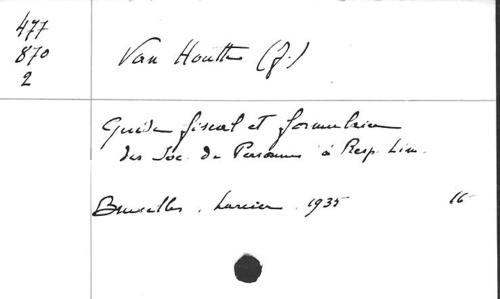 477
870
2
Van Houtte (J.)
Guide fiscal et formulaire
des Soc. de Personnes à Resp. Lim.
Bruxelles. Larcier. 1935 16